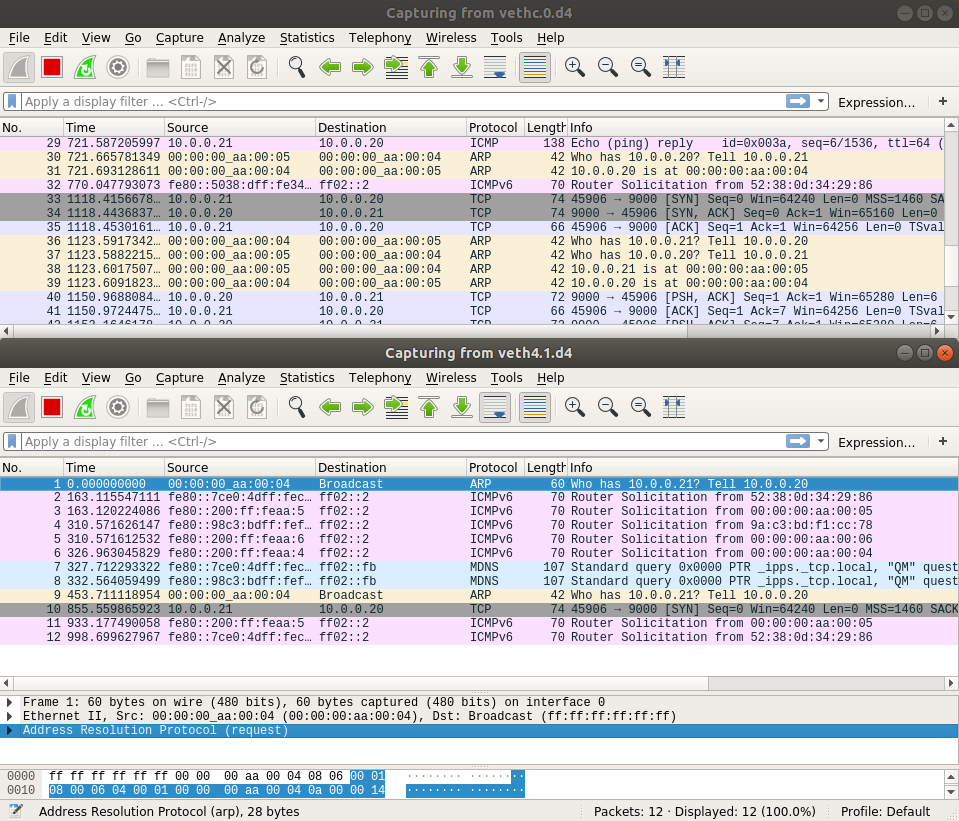 Capturing from vethc.0.d4
File Edit View Go Capture Analyze Statistics Telephony Wireless Tools Help
Apply a display filter ... <Ctrl-/> Expression... +
No. Time Source Destination Protocol Length Info
29 721.587205997 10.0.0.21 10.0.0.20 ICMP 138 Echo (ping) reply id=0x003a, seq=6/1536, ttl=64 (
30 721.665781349 00:00:00_aa:00:05 00:00:00_aa:00:04 ARP 42 Who has 10.0.0.20? Tell 10.0.0.21
31 721.693128611 00:00:00_aa:00:04 00:00:00_aa:00:05 ARP 42 10.0.0.20 is at 00:00:00:aa:00:04
32 770.047793073 fe80::5038:dff:fe34… ff02::2 ICMPv6 70 Router Solicitation from 52:38:0d:34:29:86
33 1118.4156678… 10.0.0.21 10.0.0.20 TCP 74 45906 → 9000 [SYN] Seq=0 Win=64240 Len=0 MSS=1460 SAC
34 1118.4436837… 10.0.0.20 10.0.0.21 TCP 74 9000 → 45906 [SYN, ACK] Seq=0 Ack=1 Win=65160 Len=0
35 1118.4530161… 10.0.0.21 10.0.0.20 TCP 66 45906 → 9000 [ACK] Seq=1 Ack=1 Win=64256 Len=0 TSval
36 1123.5917342… 00:00:00_aa:00:04 00:00:00_aa:00:05 ARP 42 Who has 10.0.0.21? Tell 10.0.0.20
37 1123.5882215… 00:00:00_aa:00:05 00:00:00_aa:00:04 ARP 42 Who has 10.0.0.20? Tell 10.0.0.21
38 1123.6017507… 00:00:00_aa:00:05 00:00:00_aa:00:04 ARP 42 10.0.0.21 is at 00:00:00:aa:00:05
39 1123.6091823… 00:00:00_aa:00:04 00:00:00_aa:00:05 ARP 42 10.0.0.20 is at 00:00:00:aa:00:04
40 1150.9688084… 10.0.0.20 10.0.0.21 TCP 72 9000 → 45906 [PSH, ACK] Seq=1 Ack=1 Win=65280 Len=6
41 1150.9724475… 10.0.0.21 10.0.0.20 TCP 66 45906 → 9000 [ACK] Seq=1 Ack=7 Win=64256 Len=0 TSval
42 1153.1646178… 10.0.0.20 10.0.0.21 TCP 72 9000 → 45906 [PSH, ACK] Seq=7 Ack=1 Win=65280 Len=6
Capturing from veth4.1.d4
File Edit View Go Capture Analyze Statistics Telephony Wireless Tools Help
Apply a display filter ... <Ctrl-/> Expression... +
No. Time Source Destination Protocol Length Info
1 0.000000000 00:00:00_aa:00:04 Broadcast ARP 60 Who has 10.0.0.21? Tell 10.0.0.20
2 163.115547111 fe80::7ce0:4dff:fec… ff02::2 ICMPv6 70 Router Solicitation from 52:38:0d:34:29:86
3 163.120224086 fe80::200:ff:feaa:5 ff02::2 ICMPv6 70 Router Solicitation from 00:00:00:aa:00:05
4 310.571626147 fe80::98c3:bdff:fef… ff02::2 ICMPv6 70 Router Solicitation from 9a:c3:bd:f1:cc:78
5 310.571612532 fe80::200:ff:feaa:6 ff02::2 ICMPv6 70 Router Solicitation from 00:00:00:aa:00:06
6 326.963045829 fe80::200:ff:feaa:4 ff02::2 ICMPv6 70 Router Solicitation from 00:00:00:aa:00:04
7 327.712293322 fe80::7ce0:4dff:fec… ff02::fb MDNS 107 Standard query 0x0000 PTR _ipps._tcp.local, "QM" quest
8 332.564059499 fe80::98c3:bdff:fef… ff02::fb MDNS 107 Standard query 0x0000 PTR _ipps._tcp.local, "QM" quest
9 453.711118954 00:00:00_aa:00:04 Broadcast ARP 42 Who has 10.0.0.21? Tell 10.0.0.20
10 855.559865923 10.0.0.21 10.0.0.20 TCP 74 45906 → 9000 [SYN] Seq=0 Win=64240 Len=0 MSS=1460 SACK
11 933.177490058 fe80::200:ff:feaa:5 ff02::2 ICMPv6 70 Router Solicitation from 00:00:00:aa:00:05
12 998.699627967 fe80::7ce0:4dff:fec… ff02::2 ICMPv6 70 Router Solicitation from 52:38:0d:34:29:86
Frame 1: 60 bytes on wire (480 bits), 60 bytes captured (480 bits) on interface 0
Ethernet II, Src: 00:00:00_aa:00:04 (00:00:00:aa:00:04), Dst: Broadcast (ff:ff:ff:ff:ff:ff)
Address Resolution Protocol (request)
0000 ff ff ff ff ff ff 00 00 00 aa 00 04 08 06 00 01 ········ ········
0010 08 00 06 04 00 01 00 00 00 aa 00 04 0a 00 00 14 ········ ········
Address Resolution Protocol (arp), 28 bytes Packets: 12 · Displayed: 12 (100.0%) Profile: Default